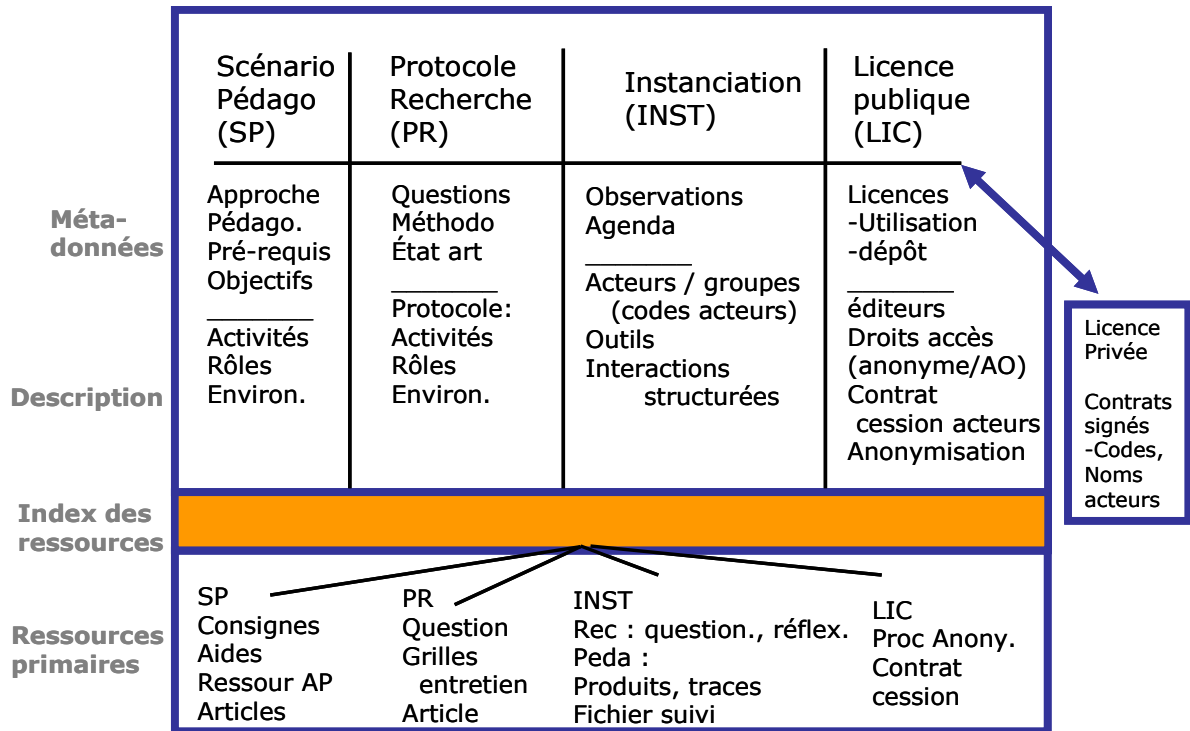 Scénario
Pédago
(SP)
Protocole
Recherche
(PR)
Instanciation
(INST)
Licence
publique
(LIC)
Méta-
données
Description
Approche
Pédago.
Pré-requis
Objectifs
Activités
Rôles
Environ.
Questions
Méthodo
État art
Protocole:
Activités
Rôles
Environ.
Observations
Agenda
Acteurs / groupes
(codes acteurs)
Outils
Interactions
structurées
Licences
-Utilisation
-dépôt
éditeurs
Droits accès
(anonyme/AO)
Contrat
cession acteurs
Anonymisation
Licence
Privée
Contrats
signés
-Codes,
Noms
acteurs
Index des
ressources
Ressources
primaires
SP
Consignes
Aides
Ressour AP
Articles
PR
Question
Grilles
entretien
Article
INST
Rec : question., réflex.
Peda :
Produits, traces
Fichier suivi
LIC
Proc Anony.
Contrat
cession